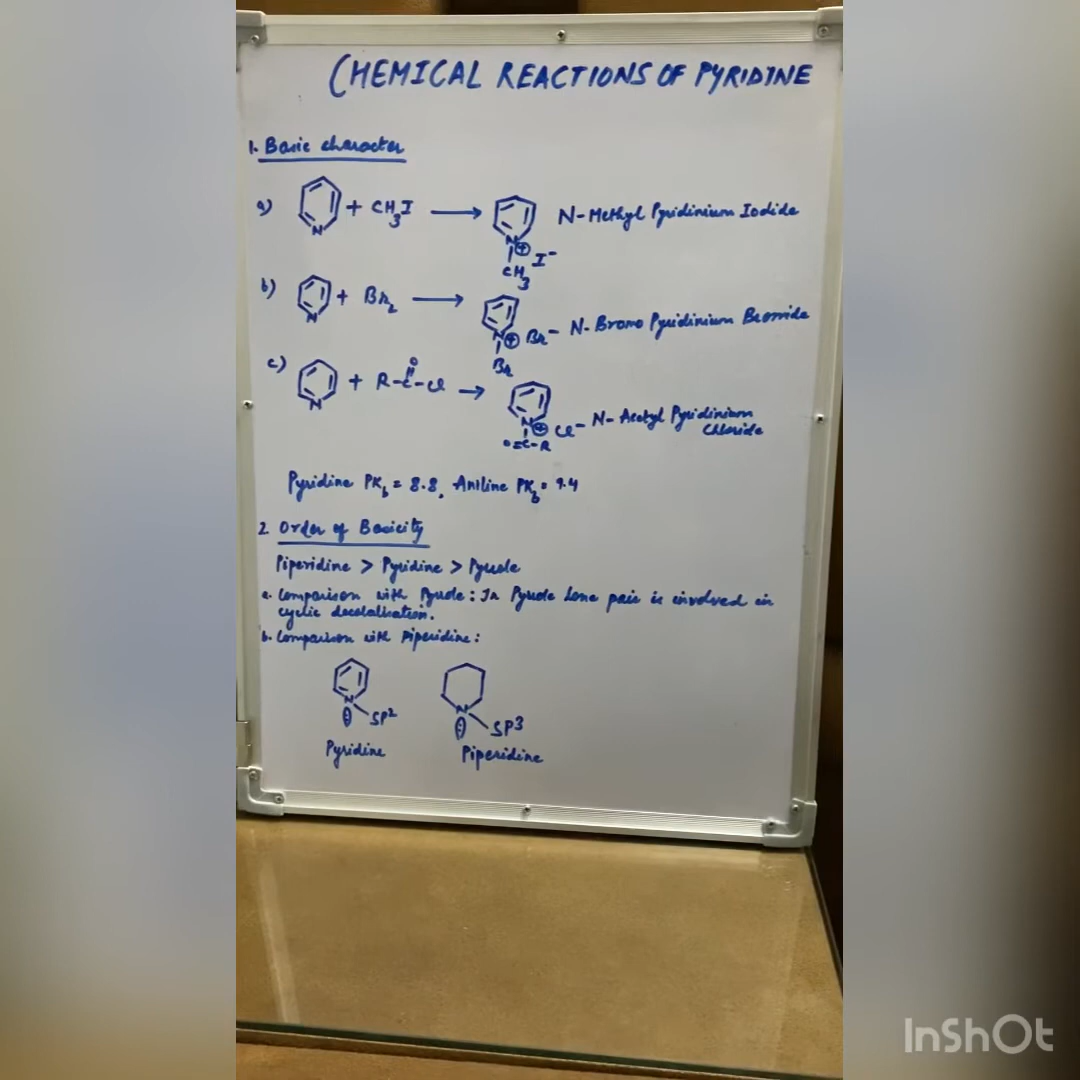 CHEMICAL REACTIONS OF PYRIDINE
1. Basic character
a) N + CH3I → N ⊕ I⁻ CH3 N-Methyl Pyridinium Iodide
b) N + Br2 → N ⊕ Br⁻ Br N-Bromo Pyridinium Bromide
c) N + R-C-Cl O → N ⊕ Cl⁻ O=C-R N-Acetyl Pyridinium Chloride
Pyridine PKb = 8.8, Aniline PKb = 9.4
2. Order of Basicity
Piperidine > Pyridine > Pyrrole
a. Comparison with Pyrrole: In Pyrrole lone pair is involved in
cyclic
b. Comparison with Piperidine:
N SP2 N SP3
Pyridine Piperidine
InShOt